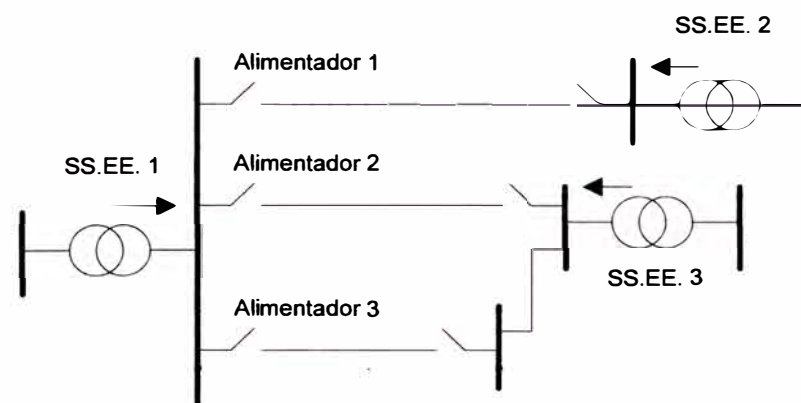 SS.EE. 2
Alimentador 1
SS.EE. 1
Alimentador 2
SS.EE. 3
Alimentador 3